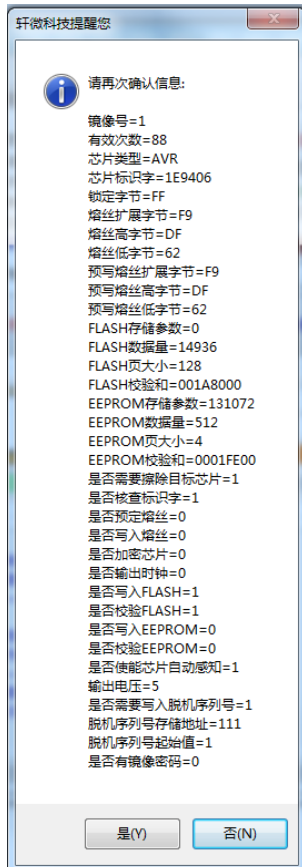 轩微科技提醒您
请再次确认信息:
镜像号=1
有效次数=88
芯片类型=AVR
芯片标识字=1E9406
锁定字节=FF
熔丝扩展字节=F9
熔丝高字节=DF
熔丝低字节=62
预写熔丝扩展字节=F9
预写熔丝高字节=DF
预写熔丝低字节=62
FLASH存储参数=0
FLASH数据量=14936
FLASH页大小=128
FLASH校验和=001A8000
EEPROM存储参数=131072
EEPROM数据量=512
EEPROM页大小=4
EEPROM校验和=0001FE00
是否需要擦除目标芯片=1
是否核查标识字=1
是否预定熔丝=0
是否写入熔丝=0
是否加密芯片=0
是否输出时钟=0
是否写入FLASH=1
是否校验FLASH=1
是否写入EEPROM=0
是否校验EEPROM=0
是否使能芯片自动感知=1
输出电压=5
是否需要写入脱机序列号=1
脱机序列号存储地址=111
脱机序列号起始值=1
是否有镜像密码=0
是(Y)
否(N)